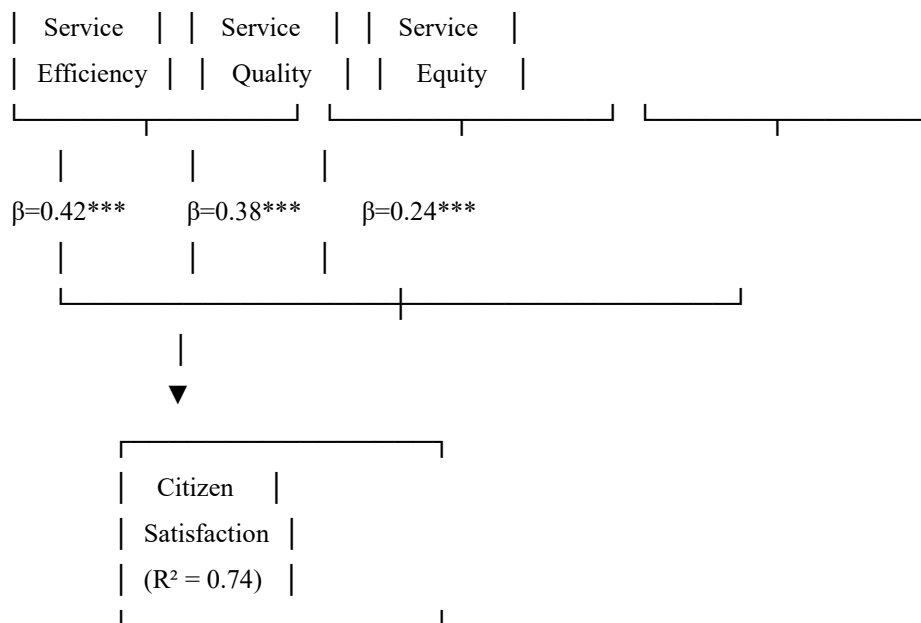 | Service | | Service | | Service |
| Efficiency | | Quality | | Equity |
└─────────┬─────────┘ └─────────┬─────────┘ └─────────┬─────────
| | |
β=0.42*** β=0.38*** β=0.24***
| | |
└──────────────────────┼──────────────────────┘
|
▼
┌─────────────────────┐
| Citizen |
| Satisfaction |
| (R² = 0.74) |
└ ┘